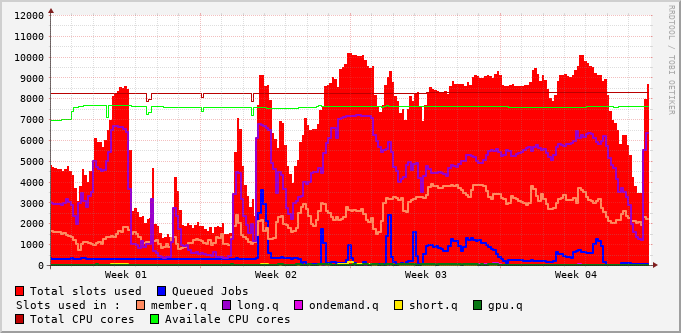 12000
11000
10000
9000
8000
7000
6000
5000
4000
3000
2000
1000
0
Week 01 Week 02 Week 03 Week 04
RRDTOOL / TOBI OETIKER
Total slots used Queued Jobs
Slots used in : member.q long.q ondemand.q short.q gpu.q
Total CPU cores Availale CPU cores